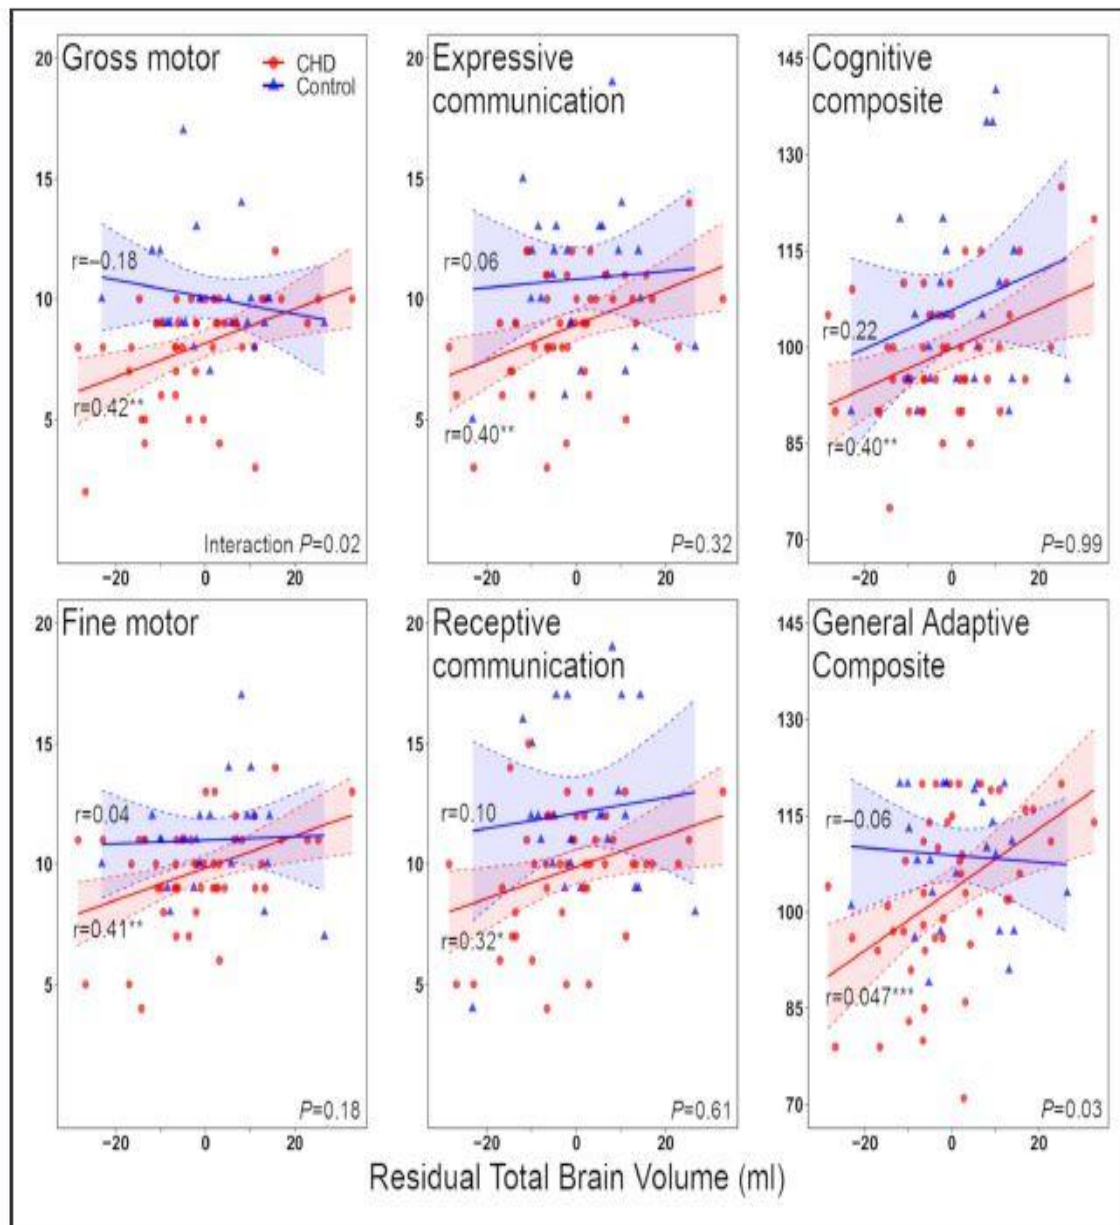 Gross motor
CHD
Control
20
15
10
5
r=–0.18
r=0.42**
Interaction P=0.02
−20 0 20
Expressive
communication
20
15
10
5
r=0.06
r=0.40**
P=0.32
−20 0 20
Cognitive
composite
145
130
115
100
85
70
r=0.22
r=0.40**
P=0.99
−20 0 20
Fine motor
20
15
10
5
r=0.04
r=0.41**
P=0.18
−20 0 20
Receptive
communication
20
15
10
5
r=0.10
r=0.32*
P=0.61
−20 0 20
General Adaptive
Composite
145
130
115
100
85
70
r=–0.06
r=0.047***
P=0.03
−20 0 20
Residual Total Brain Volume (ml)